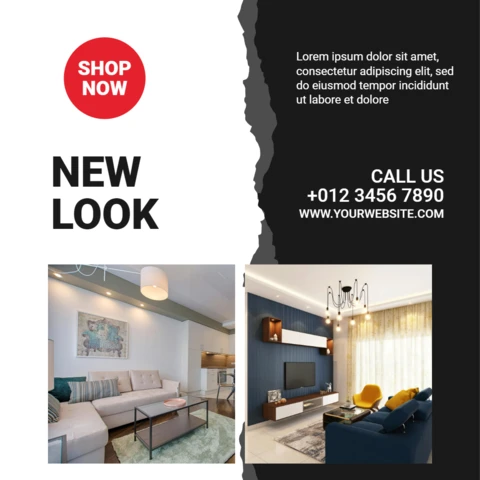 SHOP
NOW
NEW
LOOK
Lorem ipsum dolor sit amet,
consectetur adipiscing elit, sed
do eiusmod tempor incididunt
ut labore et dolore
CALL US
+012 3456 7890
WWW.YOURWEBSITE.COM